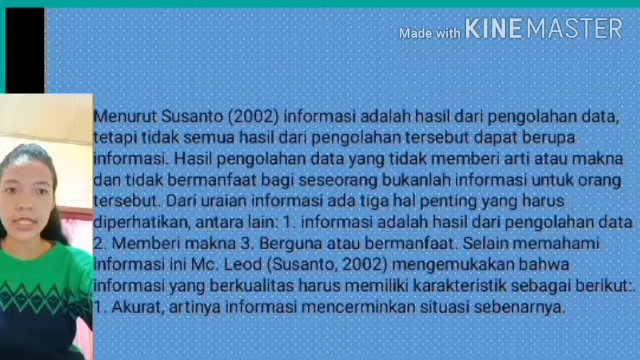 Made with KINEMASTER
Menurut Susanto (2002) informasi adalah hasil dari pengolahan data,
tetapi tidak semua hasil dari pengolahan tersebut dapat berupa
informasi. Hasil pengolahan data yang tidak memberi arti atau makna
dan tidak bermanfaat bagi seseorang bukanlah informasi untuk orang
tersebut. Dari uraian informasi ada tiga hal penting yang harus
diperhatikan, antara lain: 1. informasi adalah hasil dari pengolahan data
2. Memberi makna 3. Berguna atau bermanfaat. Selain memahami
informasi ini Mc. Leod (Susanto, 2002) mengemukakan bahwa
informasi yang berkualitas harus memiliki karakteristik sebagai berikut:.
1. Akurat, artinya informasi mencerminkan situasi sebenarnya.